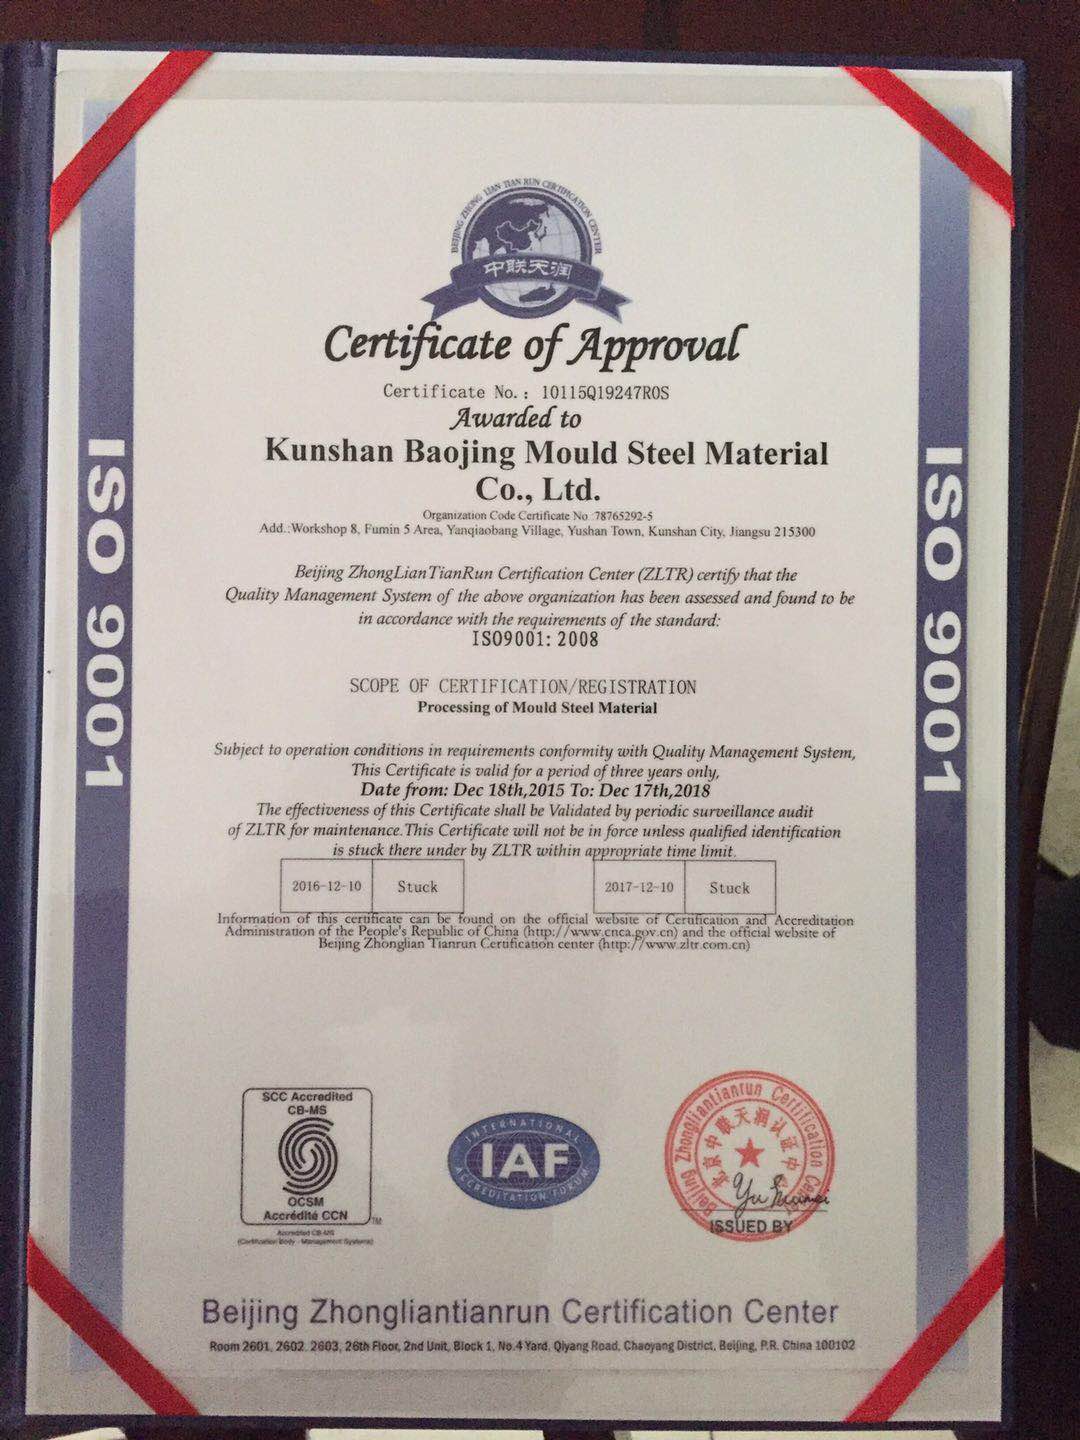 BEIJING ZHONG LIAN TIAN RUN CERTIFICATION CENTER
中联天润
Certificate of Approval
Certificate No.: 10115Q19247R0S
Awarded to
Kunshan Baojing Mould Steel Material
Co., Ltd.
Organization Code Certificate No :78765292-5
Add.:Workshop 8, Fumin 5 Area, Yanqiaobang Village, Yushan Town, Kunshan City, Jiangsu 215300
Beijing ZhongLianTianRun Certification Center (ZLTR) certify that the
Quality Management System of the above organization has been assessed and found to be
in accordance with the requirements of the standard:
ISO9001: 2008
SCOPE OF CERTIFICATION/REGISTRATION
Processing of Mould Steel Material
Subject to operation conditions in requirements conformity with Quality Management System,
This Certificate is valid for a period of three years only,
Date from: Dec 18th,2015 To: Dec 17th,2018
The effectiveness of this Certificate shall be Validated by periodic surveillance audit
of ZLTR for maintenance.This Certificate will not be in force unless qualified identification
is stuck there under by ZLTR within appropriate time limit.
2016-12-10 Stuck 2017-12-10 Stuck
Information of this certificate can be found on the official website of Certification and Accreditation
Administration of the People's Republic of China (http://www.cnca.gov.cn) and the official website of
Beijing Zhonglian Tianrun Certification center (http://www.zltr.com.cn)
ISO 9001
ISO 9001
SCC Accredited
CB-MS
OCSM
Accrédité CCN
TM
Accredited CB-MS
(Certification Body - Management Systems)
INTERNATIONAL
IAF
ACCREDITATION FORUM
Beijing Zhongliantianrun Certification Center
北京中联天润认证中心
ISSUED BY
Beijing Zhongliantianrun Certification Center
Room 2601, 2602, 2603, 26th Floor, 2nd Unit, Block 1, No.4 Yard, Qiyang Road, Chaoyang District, Beijing, P.R. China 100102